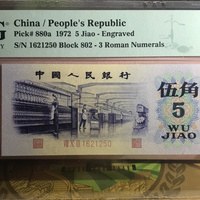 China / People's Republic
Pick# 880a 1972 5 Jiao - Engraved
S/N 1621250 Block 802 - 3 Roman Numerals
中国人民银行
伍角
5
WU
JIAO
1621250